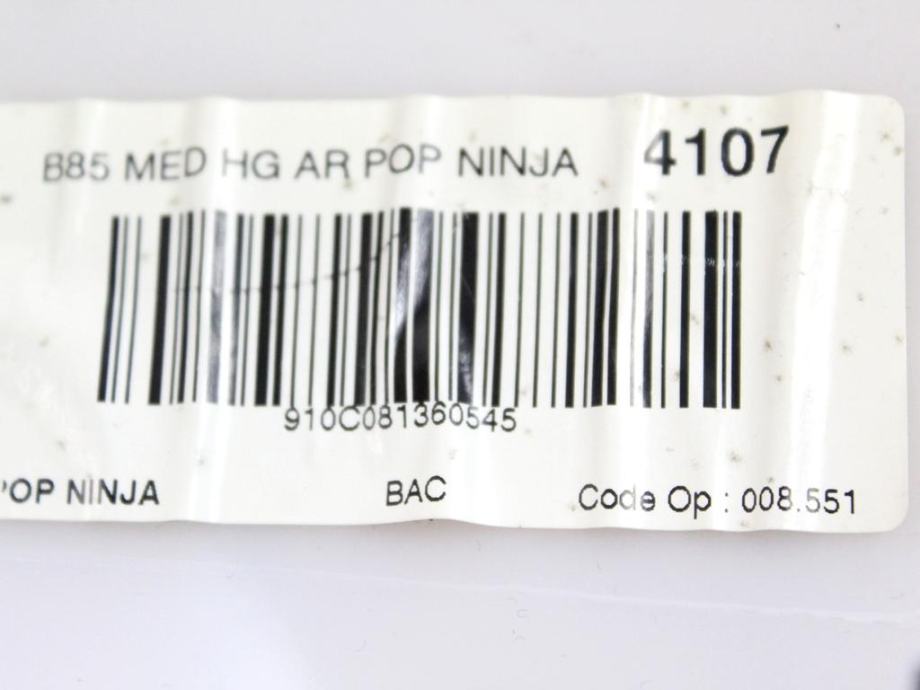 B85 MED HG AR POP NINJA 4107
910C081360545
POP NINJA BAC Code Op : 008.551